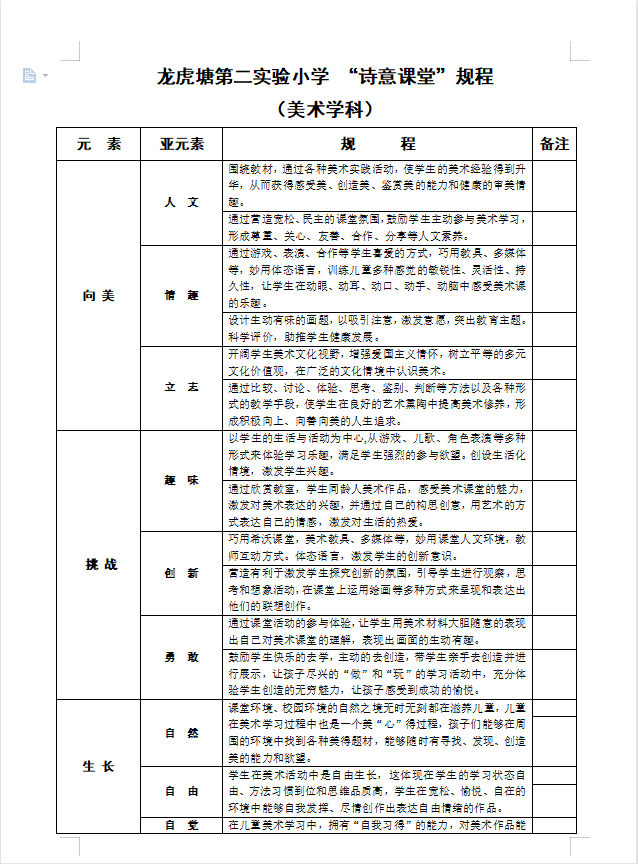 龙虎塘第二实验小学 “诗意课堂”规程
（美术学科）
元 素 亚元素 规 程 备注
向 美
人 文
围绕教材，通过各种美术实践活动，使学生的美术经验得到升
华，从而获得感受美、创造美、鉴赏美的能力和健康的审美情
趣。
通过营造宽松、民主的课堂氛围，鼓励学生主动参与美术学习，
形成尊重、关心、友善、合作、分享等人文素养。
情 趣
通过游戏、表演、合作等学生喜爱的方式，巧用教具、多媒体
等，妙用体态语言，训练儿童多种感觉的敏锐性、灵活性、持
久性，让学生在动眼、动耳、动口、动手、动脑中感受美术课
的乐趣。
设计生动有味的画题，以吸引注意，激发意愿，突出教育主题。
科学评价，助推学生健康发展。
立 志
开阔学生美术文化视野，增强爱国主义情怀，树立平等的多元
文化价值观，在广泛的文化情境中认识美术。
通过比较、讨论、体验、思考、鉴别、判断等方法以及各种形
式的教学手段，使学生在良好的艺术熏陶中提高美术修养，形
成积极向上、向善向美的人生追求。
挑 战
趣 味
以学生的生活与活动为中心,从游戏、儿歌、角色表演等多种
形式来体验学习乐趣，满足学生强烈的参与欲望。创设生活化
情境，激发学生兴趣。
通过欣赏教室，学生同龄人美术作品，感受美术课堂的魅力，
激发对美术表达的兴趣，并通过自己的构思创意，用艺术的方
式表达自己的情感，激发对生活的热爱。
创 新
巧用希沃课堂，美术教具、多媒体等，妙用课堂人文环境，教
师互动方式。体态语言，激发学生的创新意识。
营造有利于激发学生探究创新的氛围，引导学生进行观察，思
考和想象活动，在课堂上运用绘画等多种方式来呈现和表达出
他们的联想创作。
勇 敢
通过课堂活动的参与体验，让学生用美术材料大胆随意的表现
出自己对美术课堂的理解，表现出画面的生动有趣。
鼓励学生快乐的去学，主动的去创造，带学生亲手去创造并进
行展示，让孩子尽兴的“做”和“玩”的学习活动中，充分体
验学生创造的无穷魅力，让孩子感受到成功的愉悦。
生 长
自 然
课堂环境、校园环境的自然之境无时无刻都在滋养儿童，儿童
在美术学习过程中也是一个美“心”得过程，孩子们能够在周
围的环境中找到各种美得题材，能够随时有寻找、发现、创造
美的能力和欲望。
自 由
学生在美术活动中是自由生长，这体现在学生的学习状态自
由、方法习惯到位和思维品质高，学生在宽松、愉悦、自在的
环境中能够自我发挥、尽情创作出表达自由情绪的作品。
自 觉
在儿童美术学习中，拥有“自我习得”的能力，对美术作品能